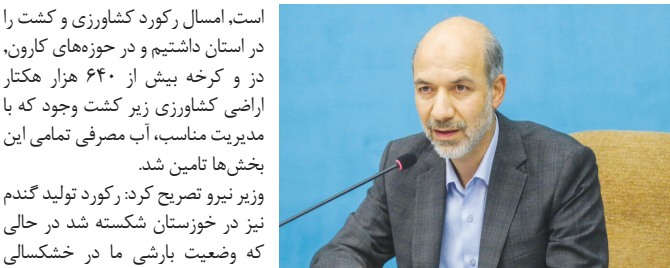 است, امسال رکورد کشاورزی و کشت را
در استان داشتیم و در حوزه‌های کارون,
دز و کرخه بیش از ۶۴۰ هزار هکتار
اراضی کشاورزی زیر کشت وجود که با
مدیریت مناسب، آب مصرفی تمامی این
بخش‌ها تامین شد.
وزیر نیرو تصریح کرد: رکورد تولید گندم
نیز در خوزستان شکسته شد در حالی
که وضعیت بارشی ما در خشکسالی